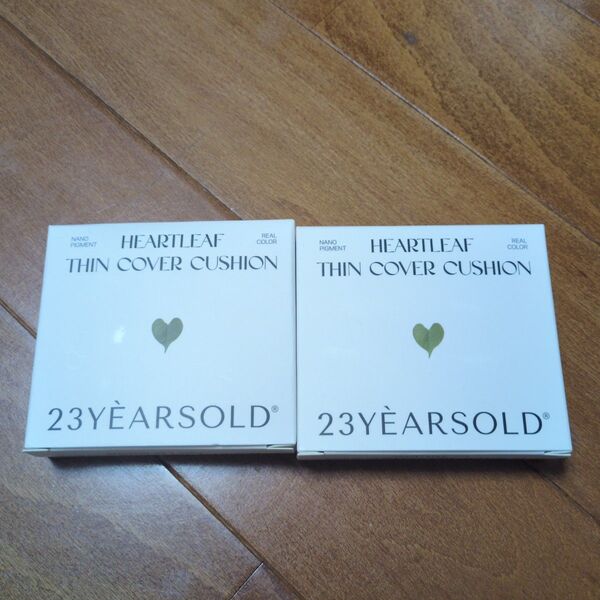 NANO
PIGMENT
HEARTLEAF
REAL
COLOR
THIN COVER CUSHION
23YÈARSOLD®
NANO
PIGMENT
HEARTLEAF
REAL
COLOR
THIN COVER CUSHION
23YÈARSOLD®